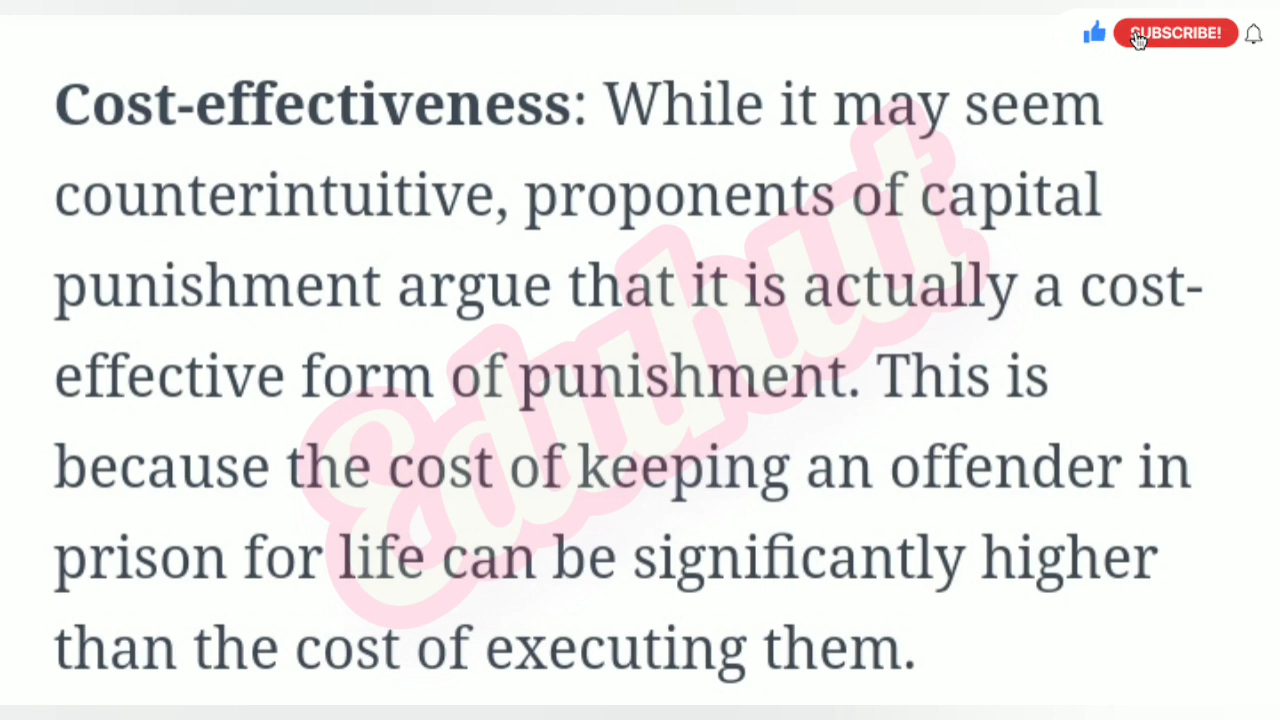 SUBSCRIBE!
Cost-effectiveness: While it may seem
counterintuitive, proponents of capital
punishment argue that it is actually a cost-
effective form of punishment. This is
because the cost of keeping an offender in
prison for life can be significantly higher
than the cost of executing them.
Eduhut